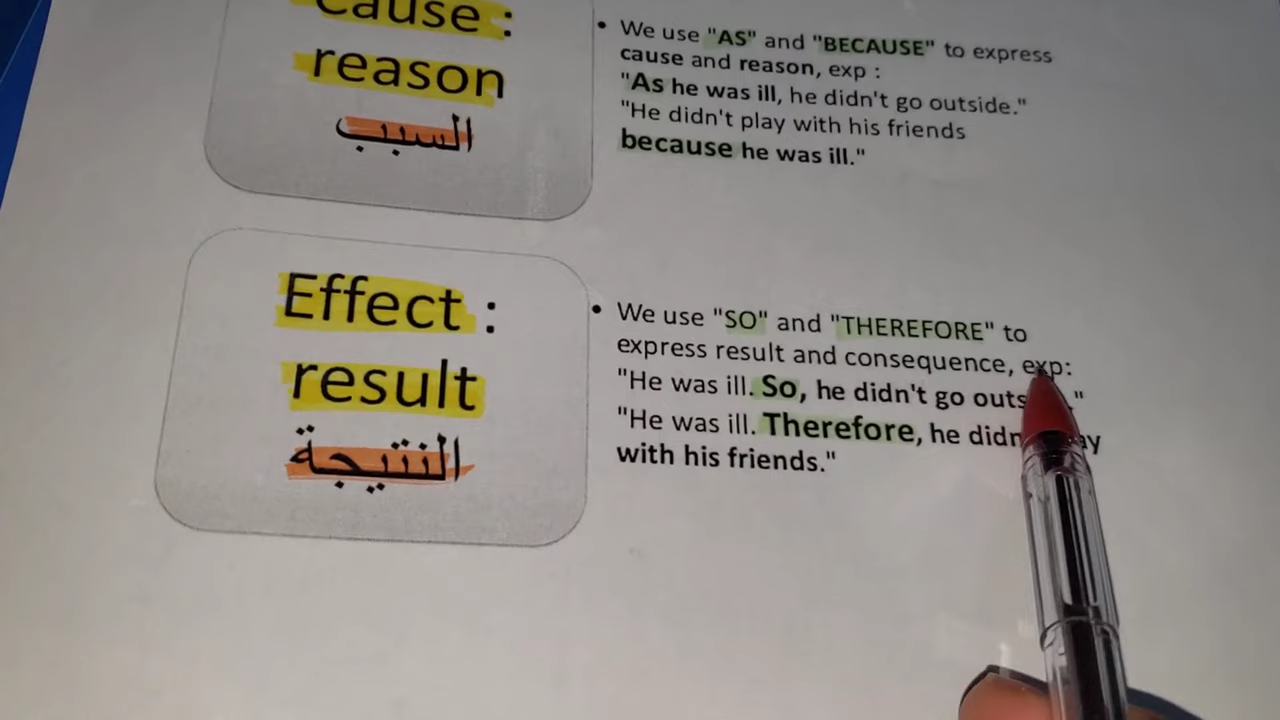 Cause :
reason
السبب
• We use "AS" and "BECAUSE" to express
cause and reason, exp :
"As he was ill, he didn't go outside."
"He didn't play with his friends
because he was ill."
Effect :
result
النتيجة
• We use "SO" and "THEREFORE" to
express result and consequence, exp:
"He was ill. So, he didn't go
"He was ill. Therefore, he
with his friends."